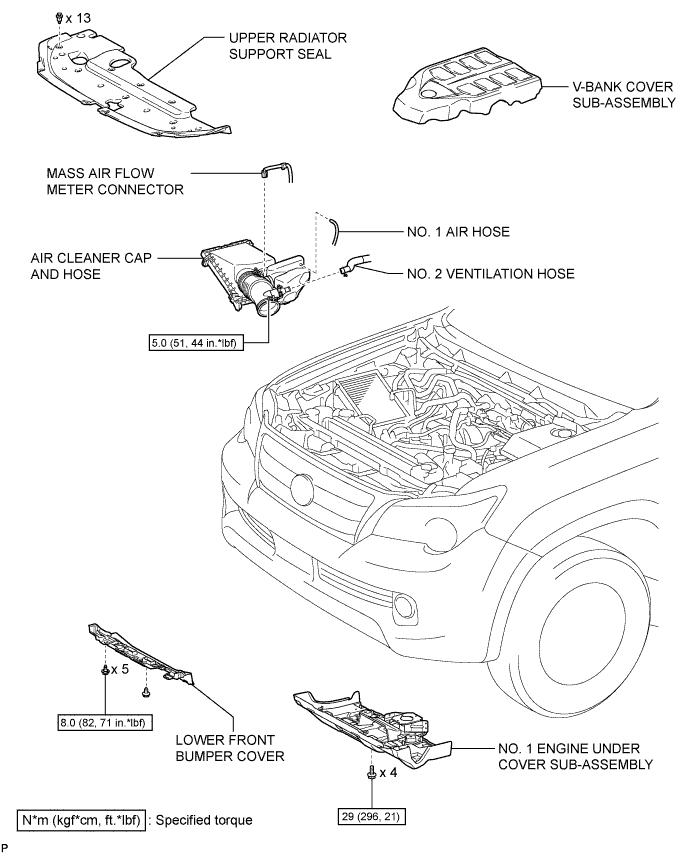 x 13
UPPER RADIATOR
SUPPORT SEAL
V-BANK COVER
SUB-ASSEMBLY
MASS AIR FLOW
METER CONNECTOR
NO. 1 AIR HOSE
AIR CLEANER CAP
AND HOSE
NO. 2 VENTILATION HOSE
5.0 (51, 44 in.*lbf)
x 5
8.0 (82, 71 in.*lbf)
LOWER FRONT
BUMPER COVER
NO. 1 ENGINE UNDER
COVER SUB-ASSEMBLY
x 4
29 (296, 21)
N*m (kgf*cm, ft.*lbf) : Specified torque
P